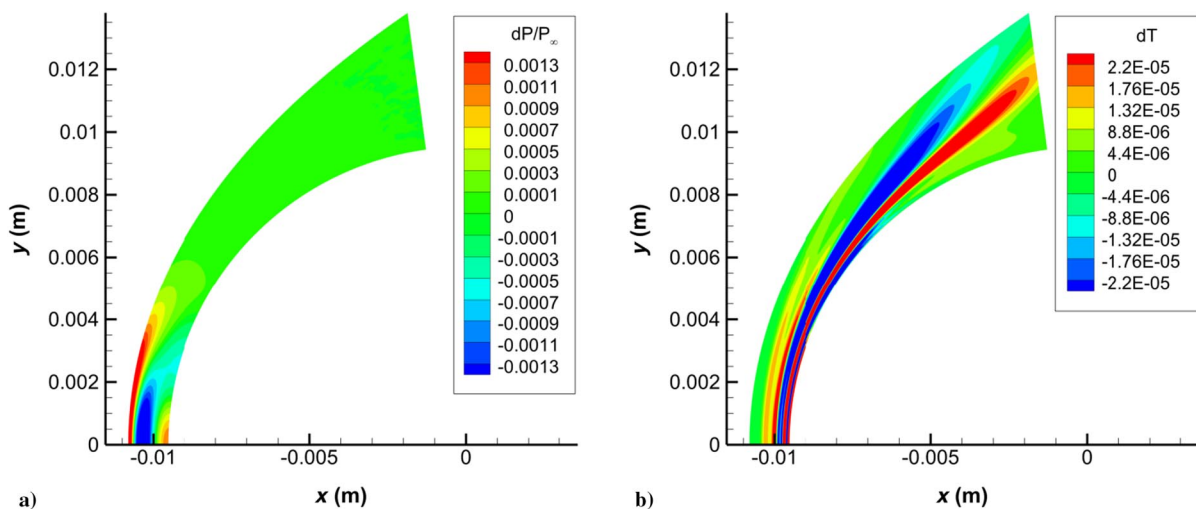 dP/P∞
0.0013
0.0011
0.0009
0.0007
0.0005
0.0003
0.0001
0
-0.0001
-0.0003
-0.0005
-0.0007
-0.0009
-0.0011
-0.0013
0.012
0.01
0.008
0.006
0.004
0.002
0
y (m)
-0.01
-0.005
0
x (m)
a)
dT
2.2E-05
1.76E-05
1.32E-05
8.8E-06
4.4E-06
0
-4.4E-06
-8.8E-06
-1.32E-05
-1.76E-05
-2.2E-05
0.012
0.01
0.008
0.006
0.004
0.002
0
y (m)
-0.01
-0.005
0
x (m)
b)